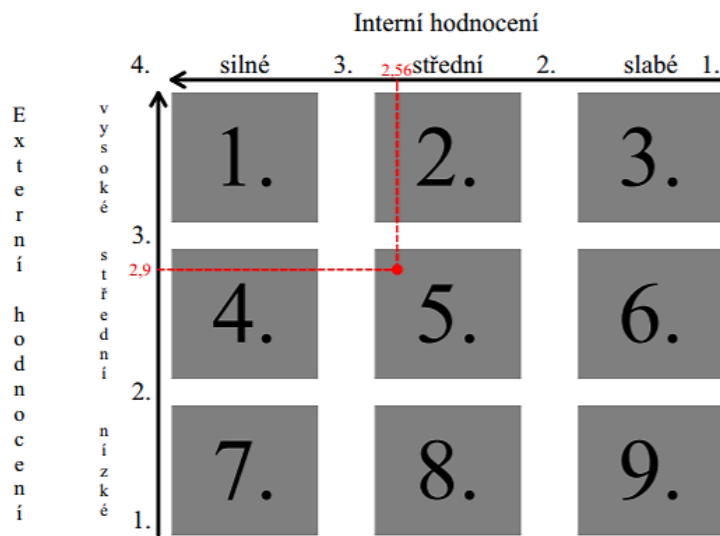 Interní hodnocení
4. silné 3. 2,56 střední 2. slabé 1.
Externí hodnocení
vysoké
1. 2. 3.
3.
střední
2,9
4. 5. 6.
2.
nízké
7. 8. 9.
1.